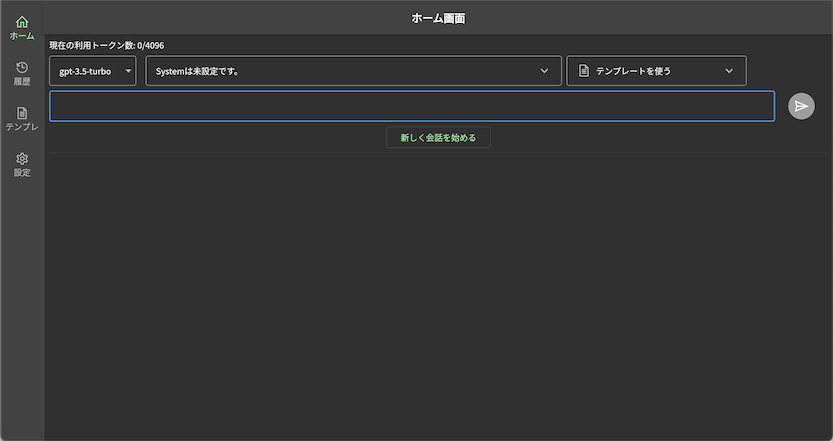 ホーム画面
ホーム
履歴
テンプレ
設定
現在の利用トークン数: 0/4096
gpt-3.5-turbo
Systemは未設定です。
テンプレートを使う
新しく会話を始める